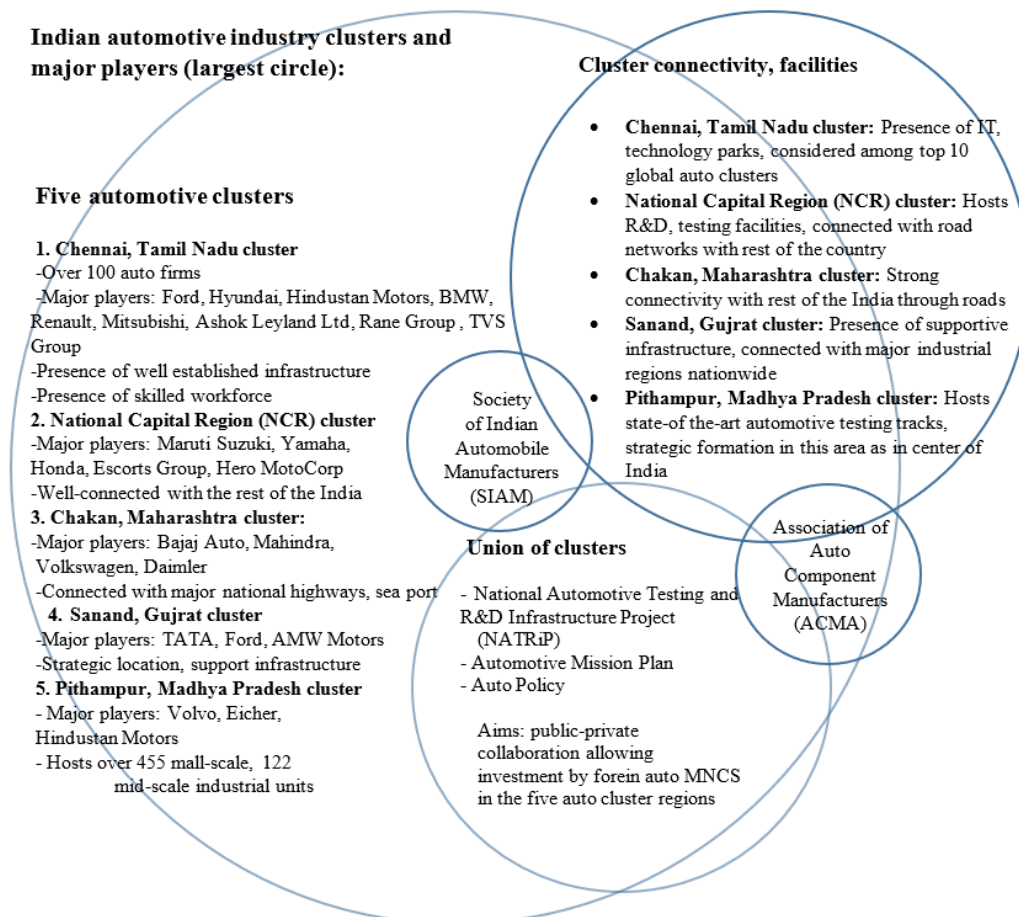 Indian automotive industry clusters and
major players (largest circle):
Five automotive clusters
1. Chennai, Tamil Nadu cluster
-Over 100 auto firms
-Major players: Ford, Hyundai, Hindustan Motors, BMW,
Renault, Mitsubishi, Ashok Leyland Ltd, Rane Group , TVS
Group
-Presence of well established infrastructure
-Presence of skilled workforce
2. National Capital Region (NCR) cluster
-Major players: Maruti Suzuki, Yamaha,
Honda, Escorts Group, Hero MotoCorp
-Well-connected with the rest of the India
3. Chakan, Maharashtra cluster:
-Major players: Bajaj Auto, Mahindra,
Volkswagen, Daimler
-Connected with major national highways, sea port
4. Sanand, Gujrat cluster
-Major players: TATA, Ford, AMW Motors
-Strategic location, support infrastructure
5. Pithampur, Madhya Pradesh cluster
- Major players: Volvo, Eicher,
Hindustan Motors
- Hosts over 455 mall-scale, 122
mid-scale industrial units
Cluster connectivity, facilities
• Chennai, Tamil Nadu cluster: Presence of IT,
technology parks, considered among top 10
global auto clusters
• National Capital Region (NCR) cluster: Hosts
R&D, testing facilities, connected with road
networks with rest of the country
• Chakan, Maharashtra cluster: Strong
connectivity with rest of the India through roads
• Sanand, Gujrat cluster: Presence of supportive
infrastructure, connected with major industrial
regions nationwide
• Pithampur, Madhya Pradesh cluster: Hosts
state-of the-art automotive testing tracks,
strategic formation in this area as in center of
India
Society
of Indian
Automobile
Manufacturers
(SIAM)
Union of clusters
- National Automotive Testing and
R&D Infrastructure Project
(NATRiP)
- Automotive Mission Plan
- Auto Policy
Aims: public-private
collaboration allowing
investment by forein auto MNCS
in the five auto cluster regions
Association of
Auto
Component
Manufacturers
(ACMA)